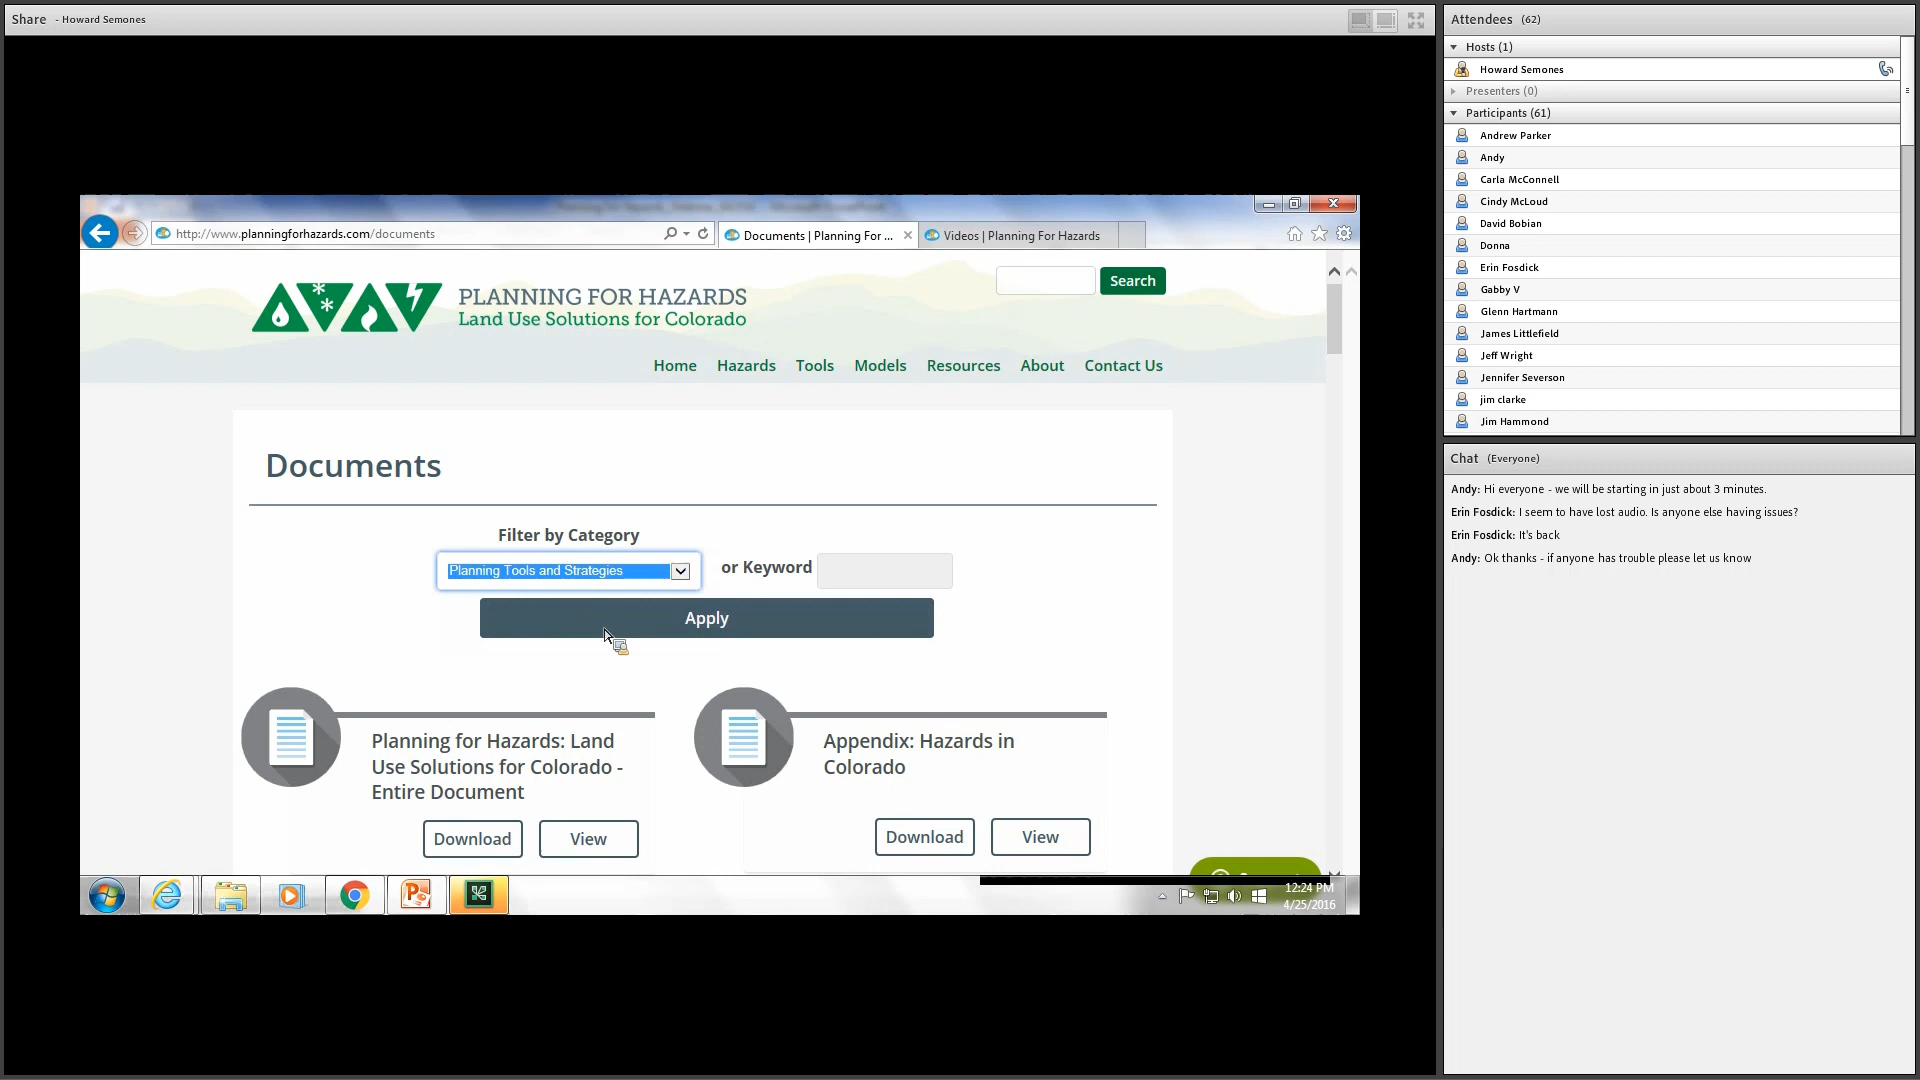 Share - Howard Semones
http://www.planningforhazards.com/documents
Documents | Planning For ...
Videos | Planning For Hazards
Search
PLANNING FOR HAZARDS
Land Use Solutions for Colorado
Home Hazards Tools Models Resources About Contact Us
Documents
Filter by Category
Planning Tools and Strategies
or Keyword
Apply
Planning for Hazards: Land
Use Solutions for Colorado -
Entire Document
Download View
Appendix: Hazards in
Colorado
Download View
12:24 PM
4/25/2016
Attendees (62)
Hosts (1)
Howard Semones
Presenters (0)
Participants (61)
Andrew Parker
Andy
Carla McConnell
Cindy McLoud
David Bobian
Donna
Erin Fosdick
Gabby V
Glenn Hartmann
James Littlefield
Jeff Wright
Jennifer Severson
jim clarke
Jim Hammond
Chat (Everyone)
Andy: Hi everyone - we will be starting in just about 3 minutes.
Erin Fosdick: I seem to have lost audio. Is anyone else having issues?
Erin Fosdick: It's back
Andy: Ok thanks - if anyone has trouble please let us know